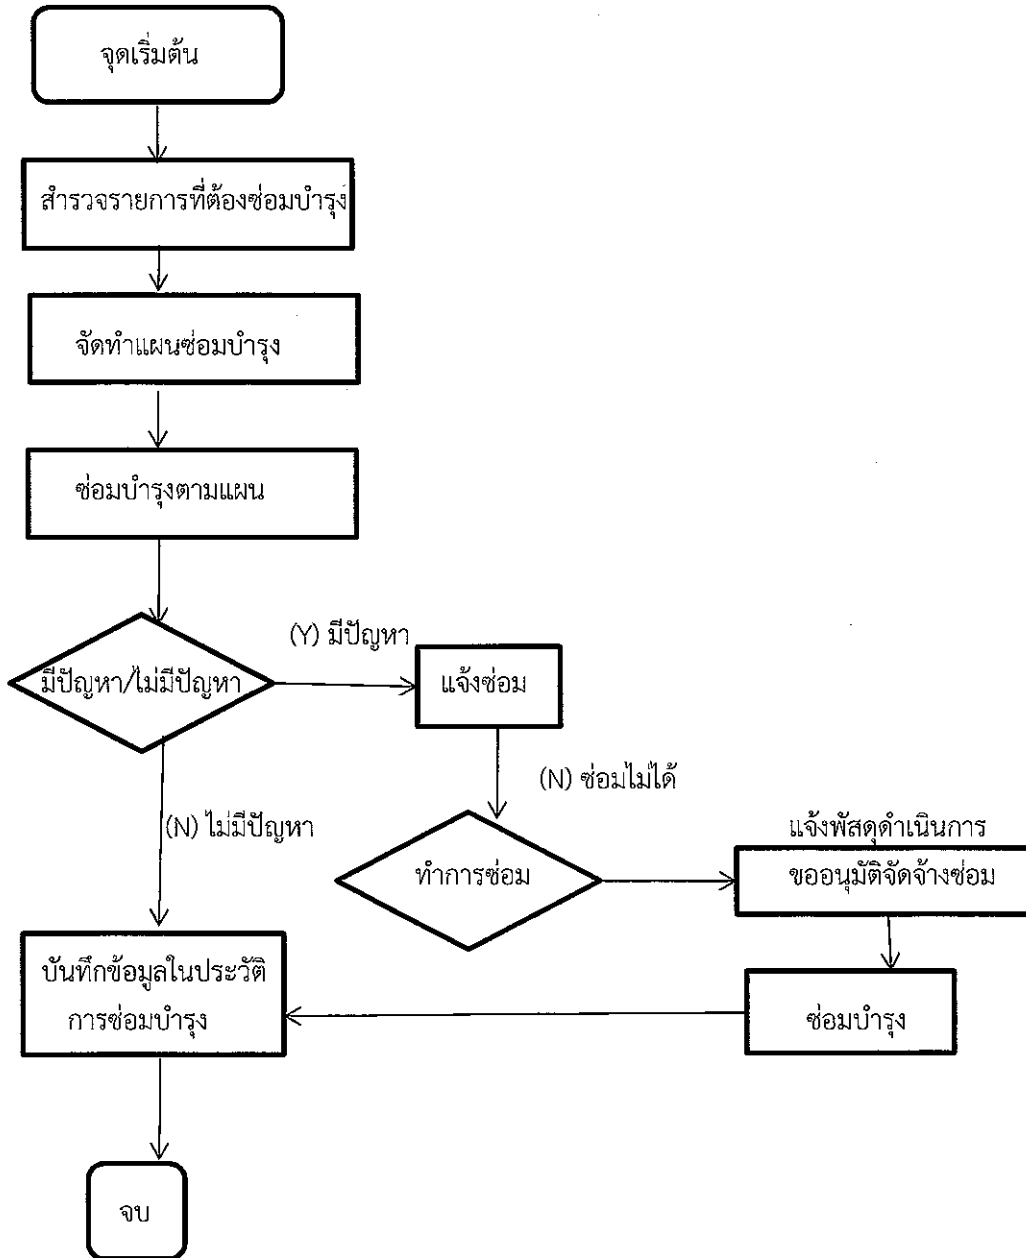 จุดเริ่มต้น
สำรวจรายการที่ต้องซ่อมบำรุง
จัดทำแผนซ่อมบำรุง
ซ่อมบำรุงตามแผน
(Y) มีปัญหา
มีปัญหา/ไม่มีปัญหา
แจ้งซ่อม
(N) ซ่อมไม่ได้
(N) ไม่มีปัญหา
แจ้งพัสดุดำเนินการ
ทำการซ่อม
ขออนุมัติจัดจ้างซ่อม
บันทึกข้อมูลในประวัติ
การซ่อมบำรุง
ซ่อมบำรุง
จบ